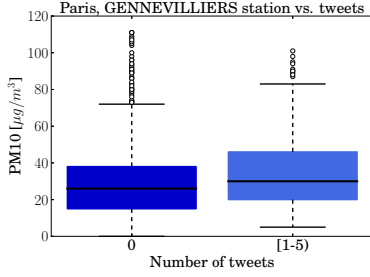 Paris, GENNEVILLIERS station vs. tweets
PM10 [μg/m³]
120
100
80
60
40
20
0
0 [1-5)
Number of tweets